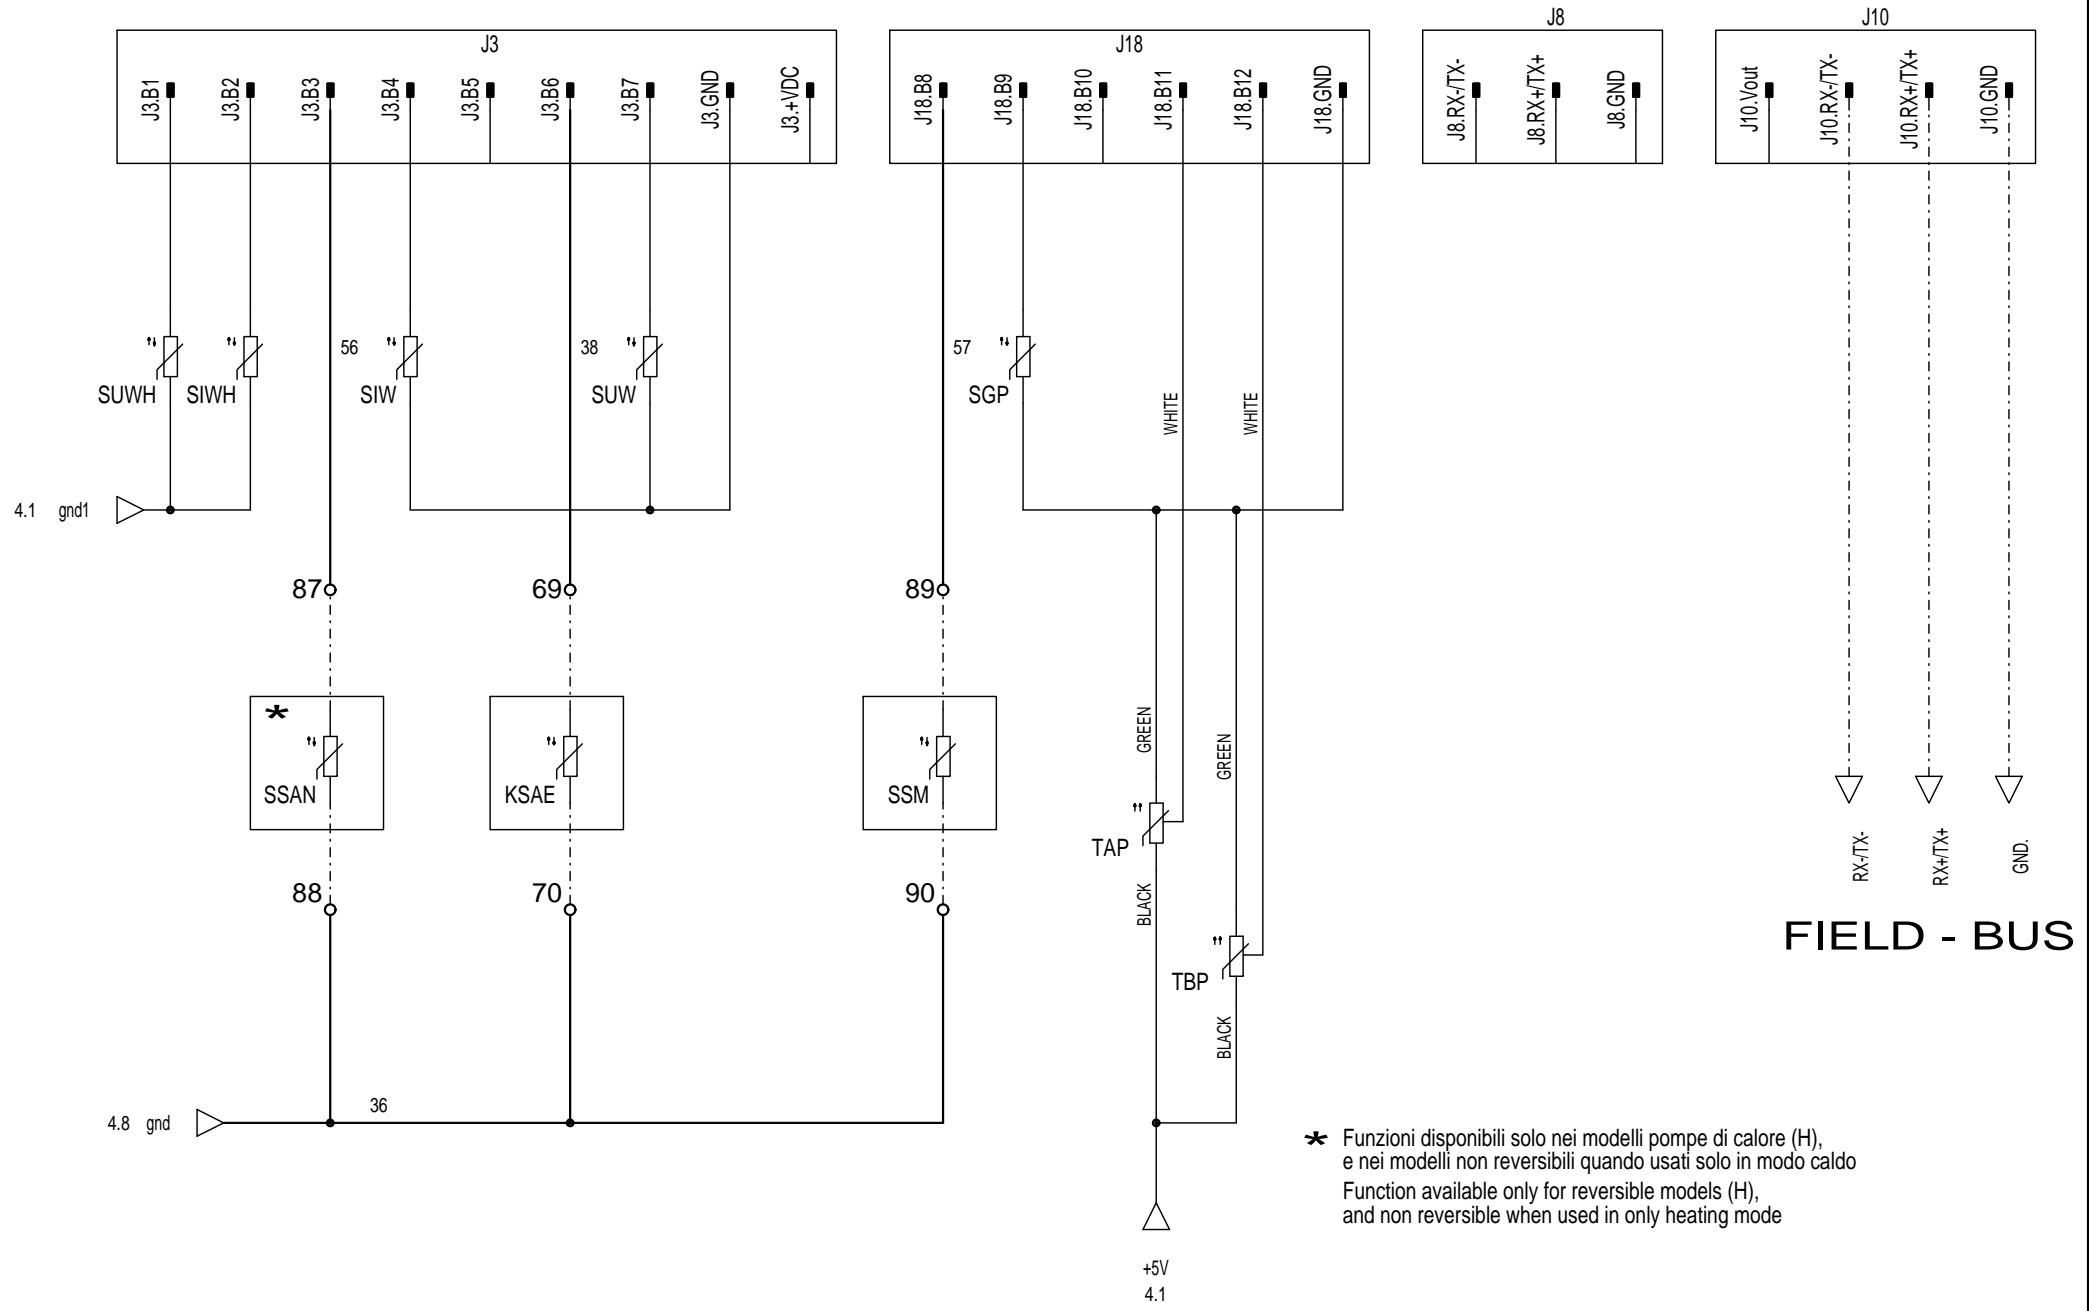 J3
J18
J8
J10
J3.B1
J3.B2
J3.B3
J3.B4
J3.B5
J3.B6
J3.B7
J3.GND
J3.+VDC
J18.B8
J18.B9
J18.B10
J18.B11
J18.B12
J18.GND
J8.RX-/TX-
J8.RX+/TX+
J8.GND
J10.Vout
J10.RX-/TX-
J10.RX+/TX+
J10.GND
56
38
57
SUWH
SIWH
SIW
SUW
SGP
WHITE
WHITE
4.1 gnd1
87
69
89
* 
SSAN
KSAE
SSM
GREEN
GREEN
TAP
BLACK
RX-/TX-
RX+/TX+
GND.
88
70
90
FIELD - BUS
TBP
BLACK
36
4.8 gnd
* Funzioni disponibili solo nei modelli pompe di calore (H),
e nei modelli non reversibili quando usati solo in modo caldo
Function available only for reversible models (H),
and non reversible when used in only heating mode
+5V
4.1